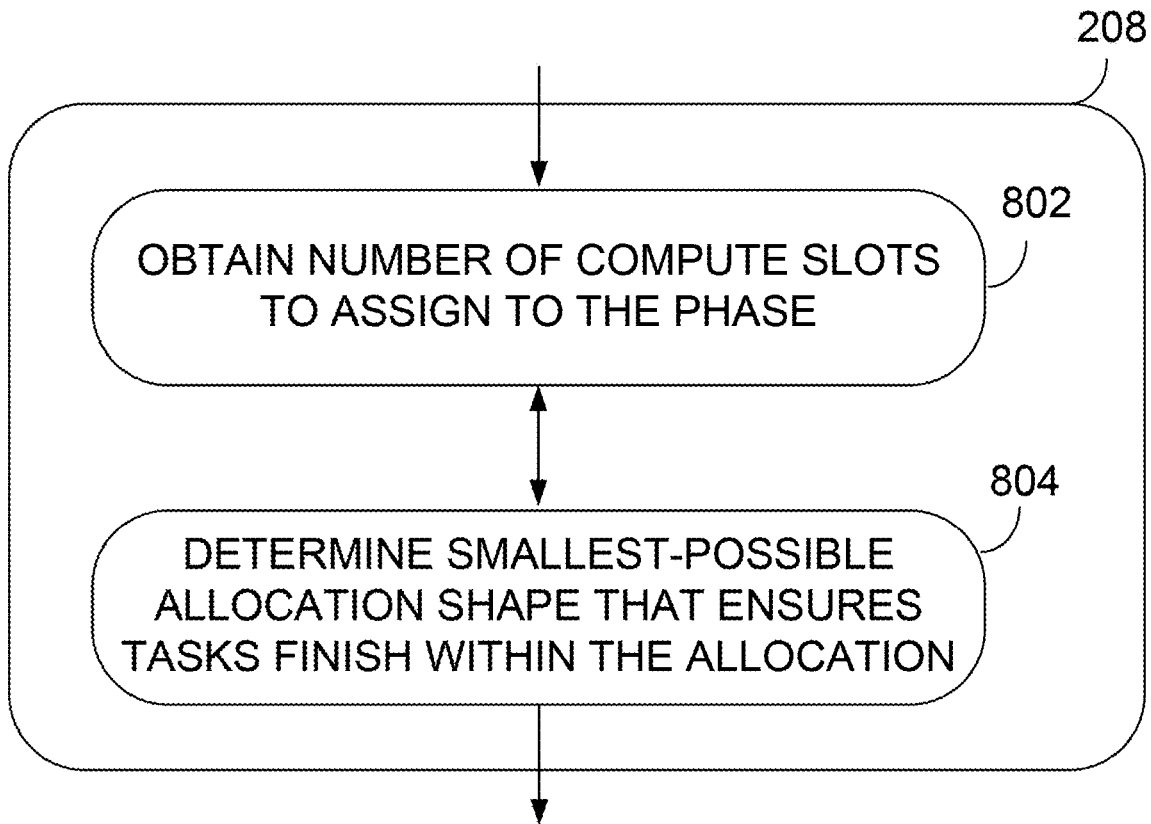 208
802
OBTAIN NUMBER OF COMPUTE SLOTS
TO ASSIGN TO THE PHASE
804
DETERMINE SMALLEST-POSSIBLE
ALLOCATION SHAPE THAT ENSURES
TASKS FINISH WITHIN THE ALLOCATION